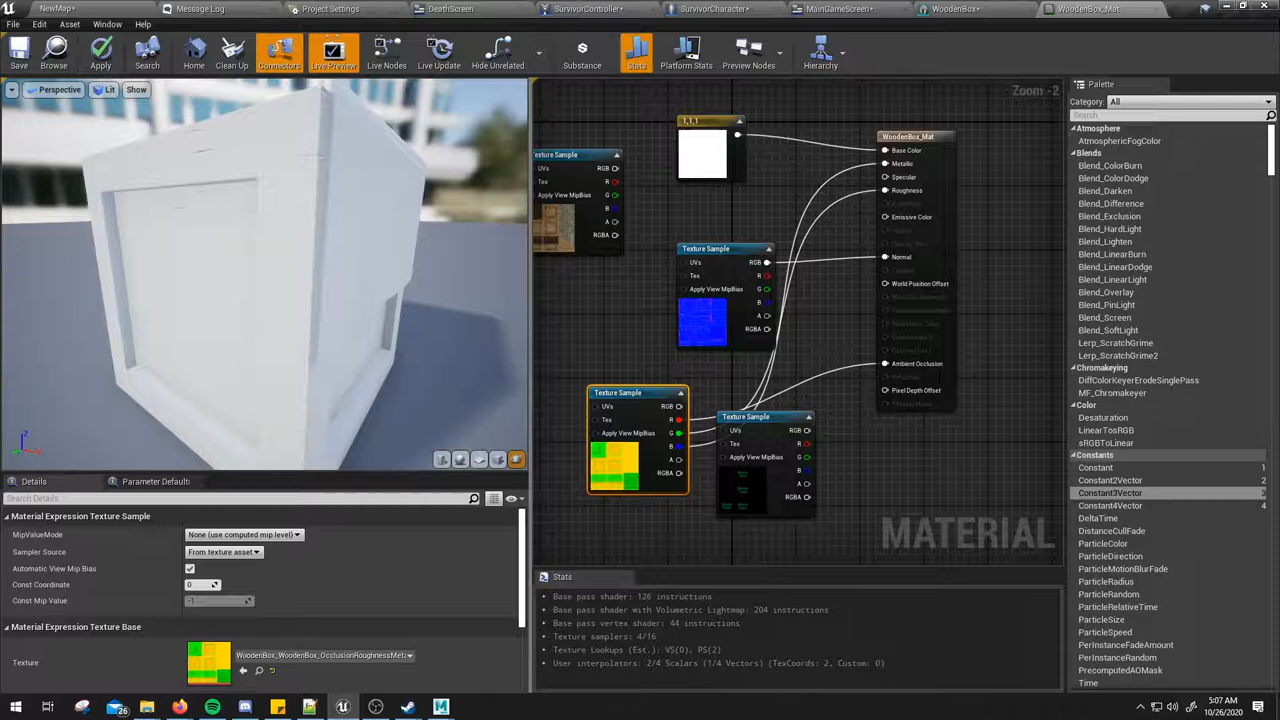 NewMap*
Message Log
Project Settings
DeathScreen
SurvivorController*
SurvivorCharacter*
MainGameScreen*
WoodenBox*
WoodenBox_Mat
File Edit Asset Window Help
Save Browse Apply Search Home Clean Up Connectors Live Preview Live Nodes Live Update Hide Unrelated Substance Stats Platform Stats Preview Nodes Hierarchy
Perspective Lit Show
Zoom -2
Texture Sample
UVs RGB
Tex R
Apply View MipBias G
B
A
RGBA
1,1,1
Texture Sample
UVs RGB
Tex R
Apply View MipBias G
B
A
RGBA
Texture Sample
UVs RGB
Tex R
Apply View MipBias G
B
A
RGBA
Texture Sample
UVs RGB
Tex R
Apply View MipBias G
B
A
RGBA
WoodenBox_Mat
Base Color
Metallic
Specular
Roughness
Emissive Color
Normal
World Position Offset
Ambient Occlusion
Pixel Depth Offset
MATERIAL
Palette
Category: All
Search
Atmosphere
AtmosphericFogColor
Blends
Blend_ColorBurn
Blend_ColorDodge
Blend_Darken
Blend_Difference
Blend_Exclusion
Blend_HardLight
Blend_Lighten
Blend_LinearBurn
Blend_LinearDodge
Blend_LinearLight
Blend_Overlay
Blend_PinLight
Blend_Screen
Blend_SoftLight
Lerp_ScratchGrime
Lerp_ScratchGrime2
Chromakeying
DiffColorKeyerErodeSinglePass
MF_Chromakeyer
Color
Desaturation
LinearTosRGB
sRGBToLinear
Constants
Constant 1
Constant2Vector 2
Constant3Vector 3
Constant4Vector 4
DeltaTime
DistanceCullFade
ParticleColor
ParticleDirection
ParticleMotionBlurFade
ParticleRadius
ParticleRandom
ParticleRelativeTime
ParticleSize
ParticleSpeed
PerInstanceFadeAmount
PerInstanceRandom
PrecomputedAOMask
Time
Details
Parameter Defaults
Search Details
Material Expression Texture Sample
MipValueMode None (use computed mip level)
Sampler Source From texture asset
Automatic View Mip Bias
Const Coordinate 0
Const Mip Value -1
Material Expression Texture Base
Texture WoodenBox_WoodenBox_OcclusionRoughnessMeta
Stats
Base pass shader: 126 instructions
Base pass shader with Volumetric Lightmap: 204 instructions
Base pass vertex shader: 44 instructions
Texture samplers: 4/16
Texture Lookups (Est.): VS(0), PS(2)
User interpolators: 2/4 Scalars (1/4 Vectors) (TexCoords: 2, Custom: 0)
26
5:07 AM
10/26/2020